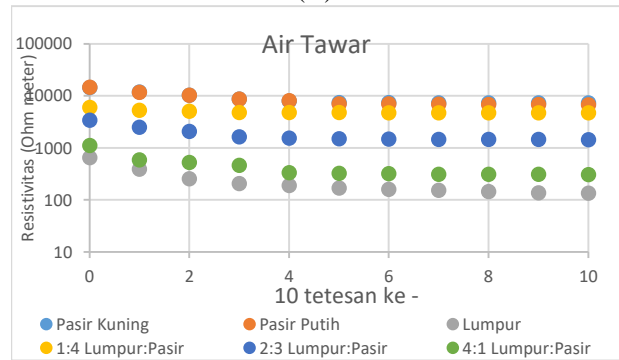 Air Tawar
Resistivitas (Ohm meter)
100000
10000
1000
100
10
0 2 4 6 8 10
10 tetesan ke -
Pasir Kuning Pasir Putih Lumpur
1:4 Lumpur:Pasir 2:3 Lumpur:Pasir 4:1 Lumpur:Pasir